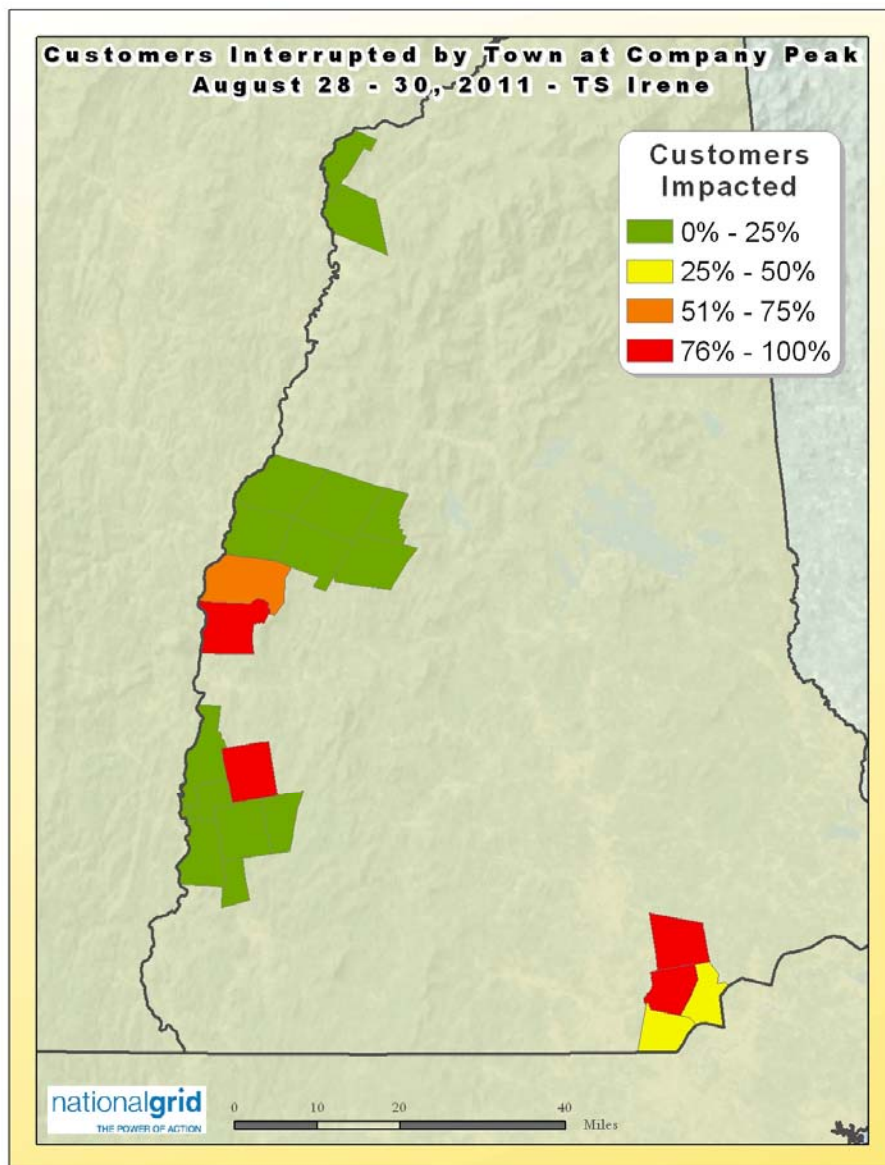 Customers Interrupted by Town at Company Peak
August 28 - 30, 2011 - TS Irene
Customers
Impacted
0% - 25%
25% - 50%
51% - 75%
76% - 100%
nationalgrid
THE POWER OF ACTION
0 10 20 40
Miles